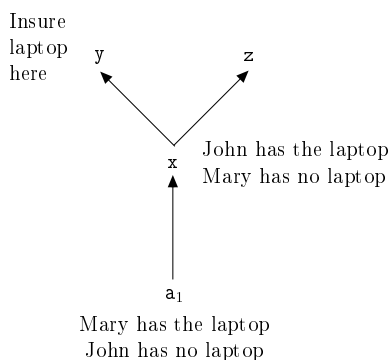 Insure
laptop
here
y
z
x
John has the laptop
Mary has no laptop
a₁
Mary has the laptop
John has no laptop